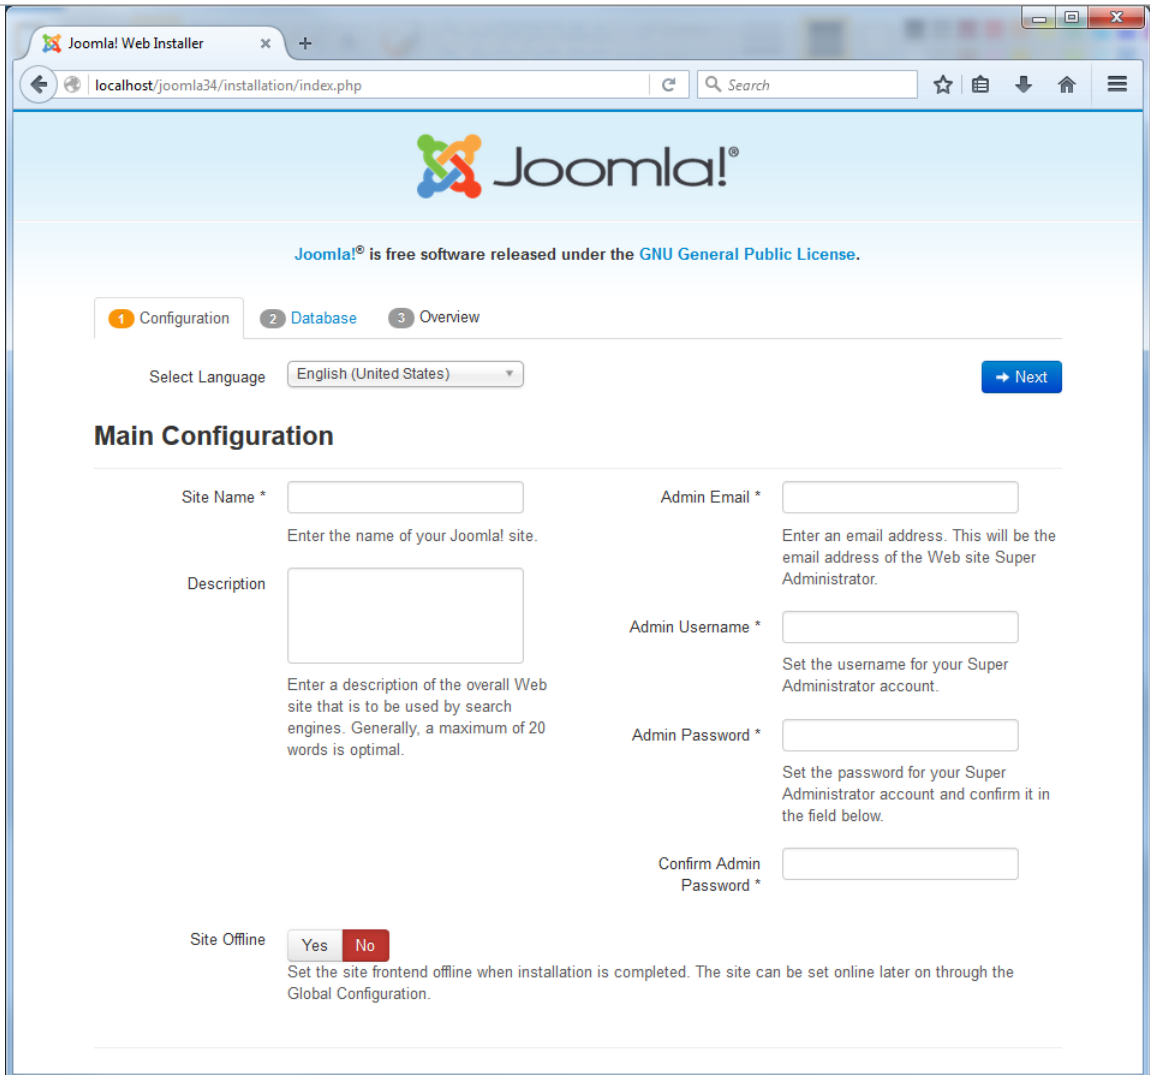 Joomla! Web Installer
localhost/joomla34/installation/index.php
Search
Joomla!®
Joomla!® is free software released under the GNU General Public License.
1 Configuration 2 Database 3 Overview
Select Language English (United States) Next
Main Configuration
Site Name *
Enter the name of your Joomla! site.
Description
Enter a description of the overall Web
site that is to be used by search
engines. Generally, a maximum of 20
words is optimal.
Admin Email *
Enter an email address. This will be the
email address of the Web site Super
Administrator.
Admin Username *
Set the username for your Super
Administrator account.
Admin Password *
Set the password for your Super
Administrator account and confirm it in
the field below.
Confirm Admin
Password *
Site Offline Yes No
Set the site frontend offline when installation is completed. The site can be set online later on through the
Global Configuration.